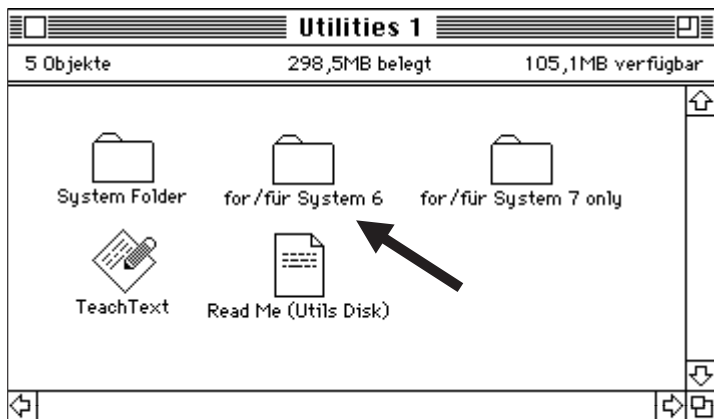 Utilities 1
5 Objekte 298,5MB belegt 105,1MB verfügbar
System Folder for/für System 6 for/für System 7 only
TeachText Read Me (Utils Disk)